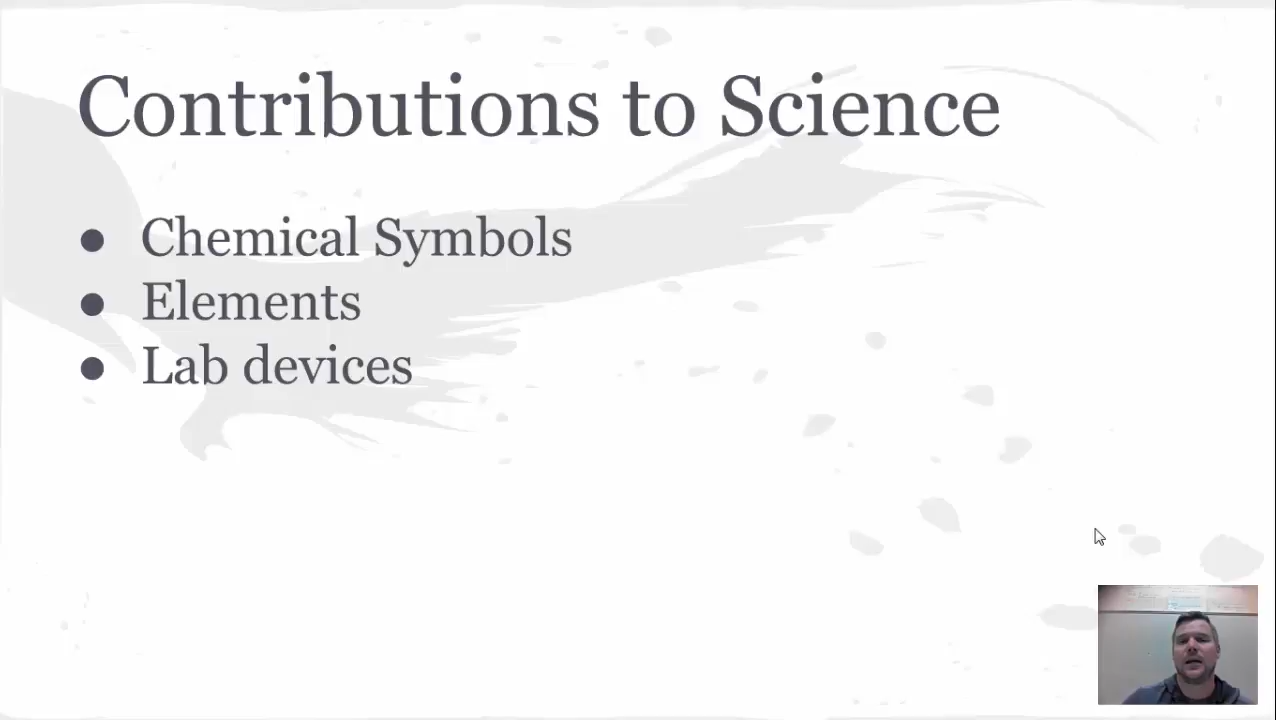 Contributions to Science
● Chemical Symbols
● Elements
● Lab devices